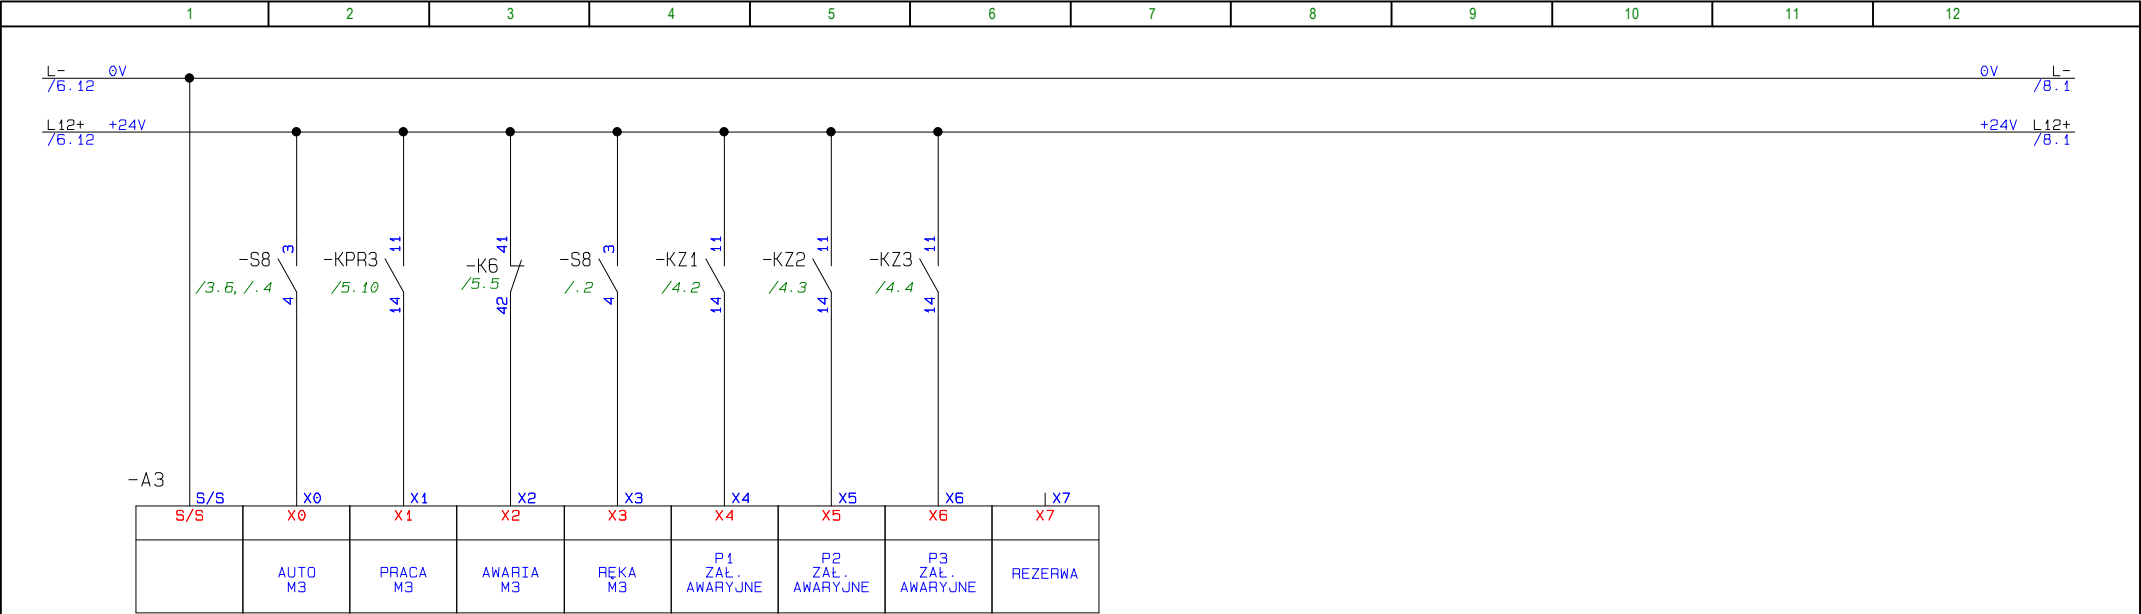 1 2 3 4 5 6 7 8 9 10 11 12
L- 0V 0V L-
/6.12 /8.1
L12+ +24V +24V L12+
/6.12 /8.1
3 11 41 3 11 11 11
-S8 -KPR3 -K6 -S8 -KZ1 -KZ2 -KZ3
/3.6, /.4 /5.10 /5.5 /.2 /4.2 /4.3 /4.4
4 14 42 4 14 14 14
-A3
S/S X0 X1 X2 X3 X4 X5 X6 X7
S/S X0 X1 X2 X3 X4 X5 X6 X7
P1 P2 P3
AUTO PRACA AWARIA RĘKA ZAŁ. ZAŁ. ZAŁ. REZERWA
M3 M3 M3 M3 AWARYJNE AWARYJNE AWARYJNE